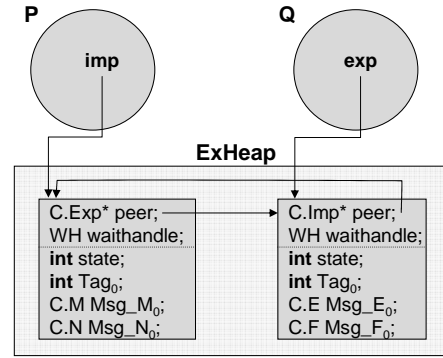 P
Q
imp
exp
ExHeap
C.Exp* peer;
WH waithandle;
int state;
int Tag₀;
C.M Msg_M₀;
C.N Msg_N₀;
C.Imp* peer;
WH waithandle;
int state;
int Tag₀;
C.E Msg_E₀;
C.F Msg_F₀;